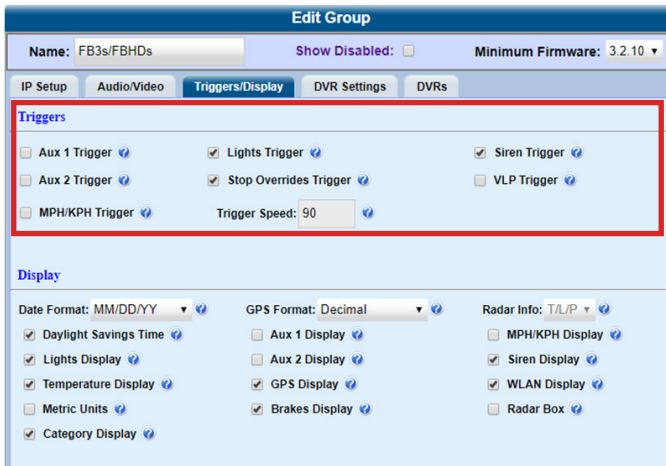 Edit Group
Name: FB3s/FBHDs Show Disabled: Minimum Firmware: 3.2.10
IP Setup Audio/Video Triggers/Display DVR Settings DVRs
Triggers
Aux 1 Trigger Lights Trigger Siren Trigger
Aux 2 Trigger Stop Overrides Trigger VLP Trigger
MPH/KPH Trigger Trigger Speed: 90
Display
Date Format: MM/DD/YY GPS Format: Decimal Radar Info: T/L/P
Daylight Savings Time Aux 1 Display MPH/KPH Display
Lights Display Aux 2 Display Siren Display
Temperature Display GPS Display WLAN Display
Metric Units Brakes Display Radar Box
Category Display